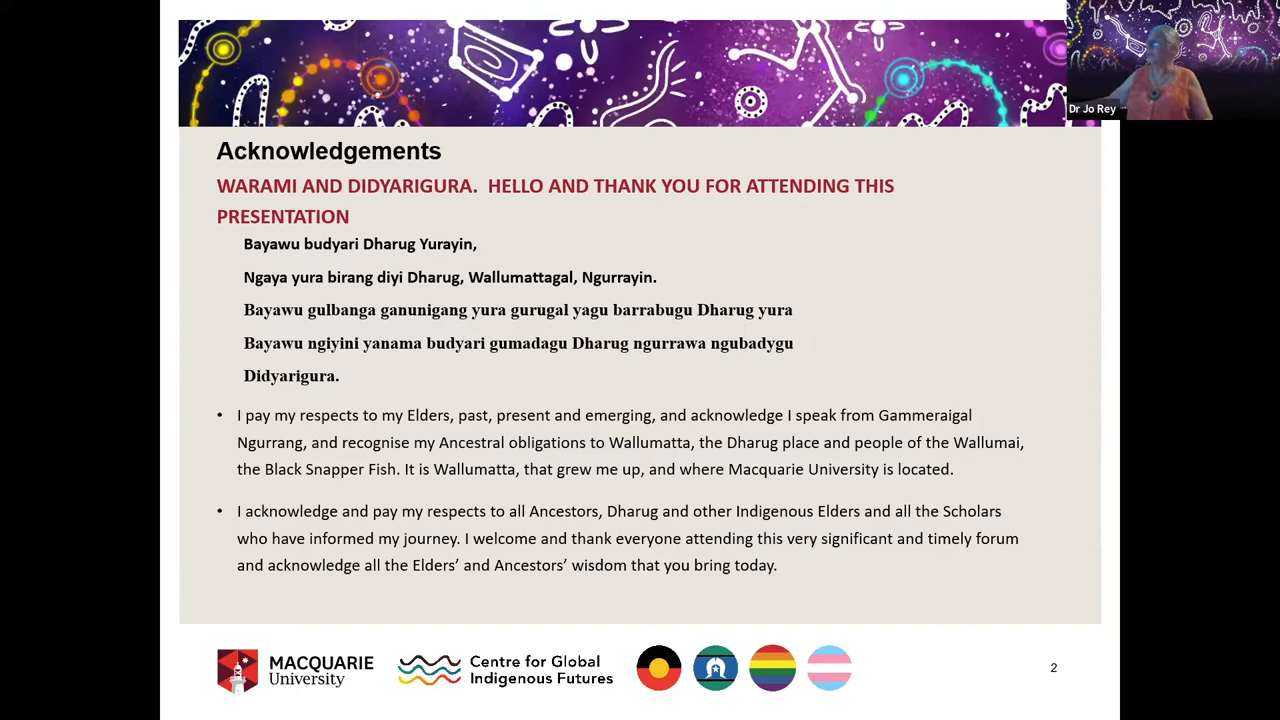 Dr Jo Rey
Acknowledgements
WARAMI AND DIDYARIGURA. HELLO AND THANK YOU FOR ATTENDING THIS
PRESENTATION
Bayawu budyari Dharug Yurayin,
Ngaya yura birang diyi Dharug, Wallumattagal, Ngurrayin.
Bayawu gulbanga ganunigang yura gurugal yagu barrabugu Dharug yura
Bayawu ngiyini yanama budyari gumadagu Dharug ngurrawa ngubadygu
Didyarigura.
• I pay my respects to my Elders, past, present and emerging, and acknowledge I speak from Gammeraigal
Ngurrang, and recognise my Ancestral obligations to Wallumatta, the Dharug place and people of the Wallumai,
the Black Snapper Fish. It is Wallumatta, that grew me up, and where Macquarie University is located.
• I acknowledge and pay my respects to all Ancestors, Dharug and other Indigenous Elders and all the Scholars
who have informed my journey. I welcome and thank everyone attending this very significant and timely forum
and acknowledge all the Elders’ and Ancestors’ wisdom that you bring today.
MACQUARIE
University
Centre for Global
Indigenous Futures
2